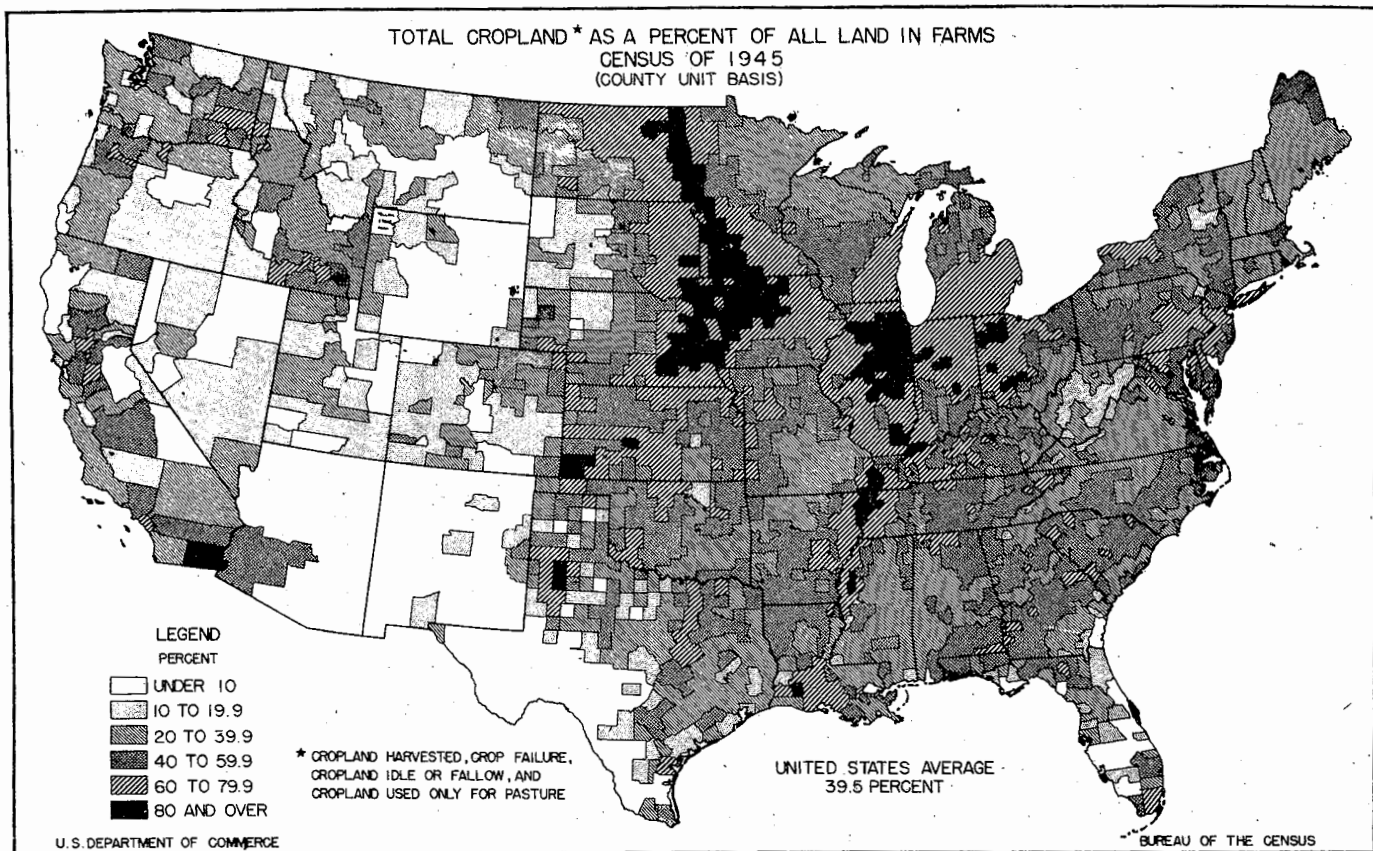 TOTAL CROPLAND* AS A PERCENT OF ALL LAND IN FARMS
CENSUS OF 1945
(COUNTY UNIT BASIS)
LEGEND
PERCENT
UNDER 10
10 TO 19.9
20 TO 39.9
40 TO 59.9
60 TO 79.9
80 AND OVER
* CROPLAND HARVESTED, CROP FAILURE,
CROPLAND IDLE OR FALLOW, AND
CROPLAND USED ONLY FOR PASTURE
UNITED STATES AVERAGE
39.5 PERCENT
U.S. DEPARTMENT OF COMMERCE
BUREAU OF THE CENSUS